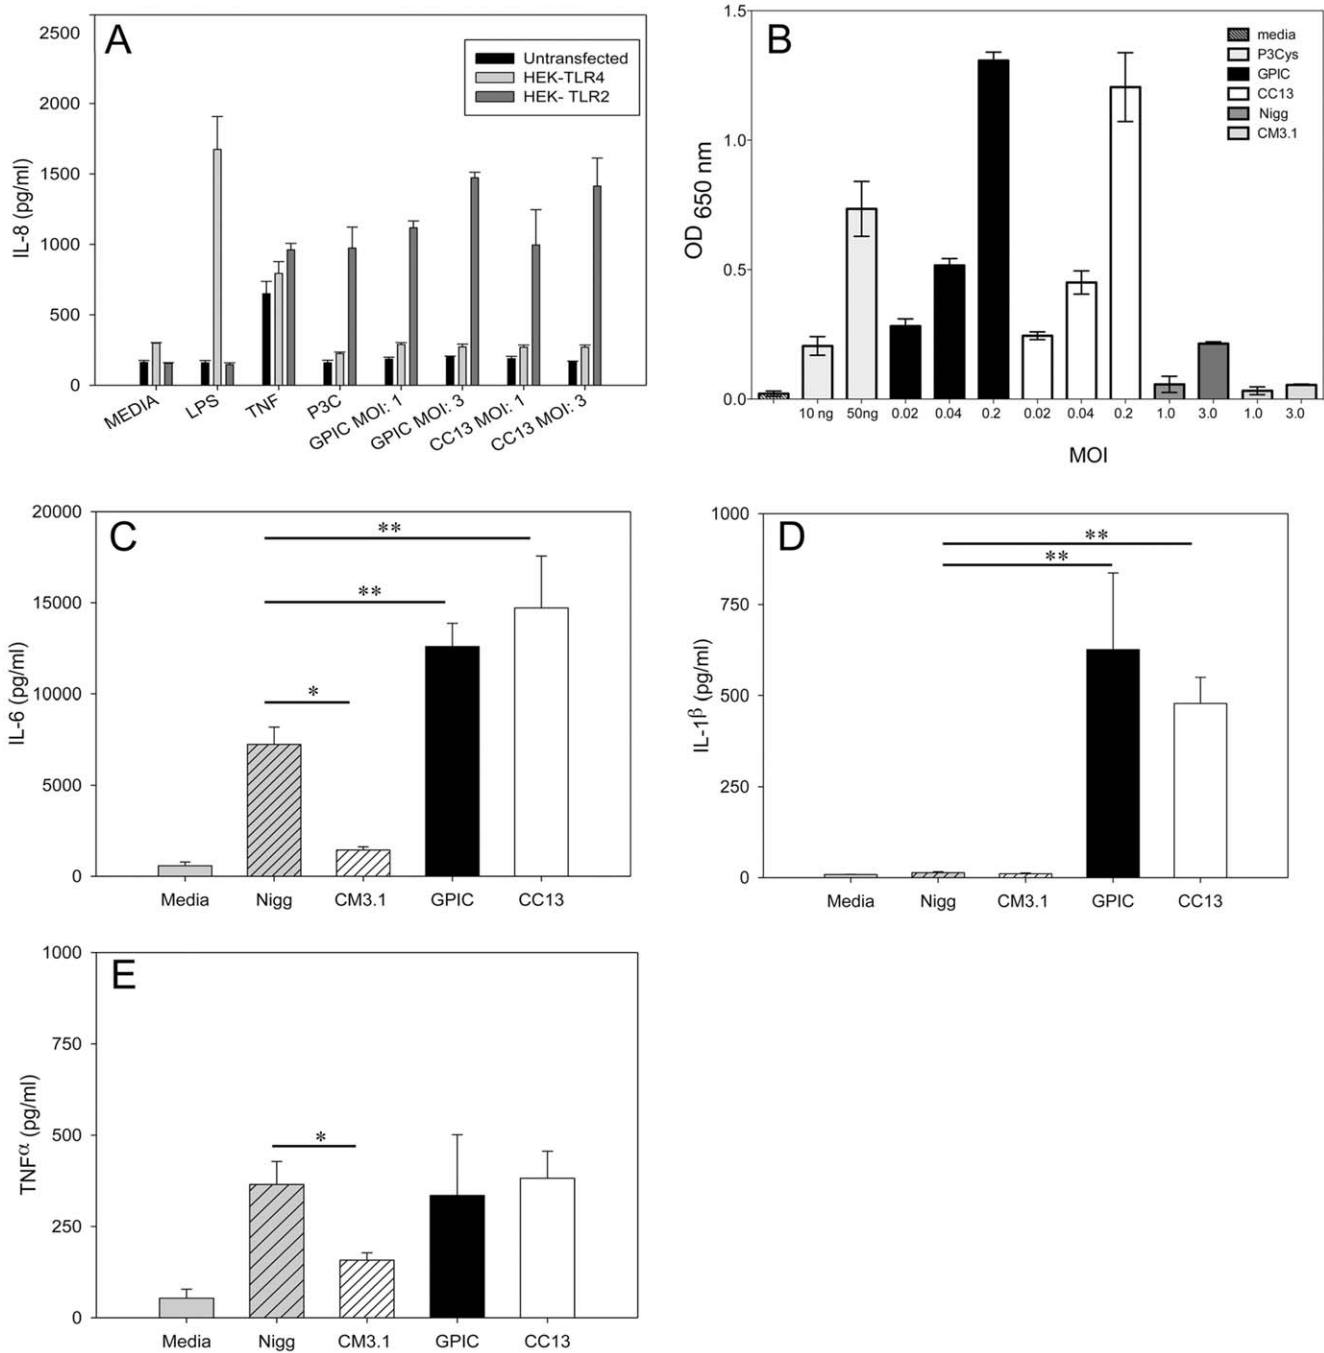 A
2500
2000
1500
1000
500
0
IL-8 (pg/ml)
Untransfected
HEK-TLR4
HEK- TLR2
MEDIA
LPS
TNF
P3C
GPIC MOI: 1
GPIC MOI: 3
CC13 MOI: 1
CC13 MOI: 3
B
1.5
1.0
0.5
0.0
OD 650 nm
media
P3Cys
GPIC
CC13
Nigg
CM3.1
10 ng 50ng 0.02 0.04 0.2 0.02 0.04 0.2 1.0 3.0 1.0 3.0
MOI
C
20000
15000
10000
5000
0
IL-6 (pg/ml)
**
**
*
Media Nigg CM3.1 GPIC CC13
D
1000
750
500
250
0
IL-1β (pg/ml)
**
**
Media Nigg CM3.1 GPIC CC13
E
1000
750
500
250
0
TNFα (pg/ml)
*
Media Nigg CM3.1 GPIC CC13